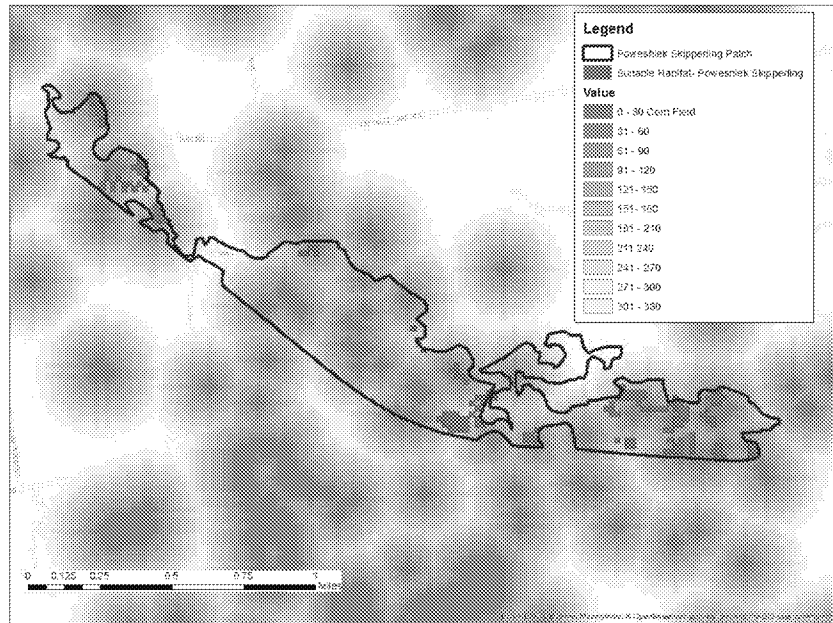 Legend
Poweshiek Skipperling Patch
Suitable Habitat- Poweshiek Skipperling
Value
0 - 30 Corn Field
31 - 60
61 - 90
91 - 120
121 - 150
151 - 180
181 - 210
211 240
241 - 270
271 - 300
301 - 330
0 0.125 0.25 0.5 0.75 1
Miles